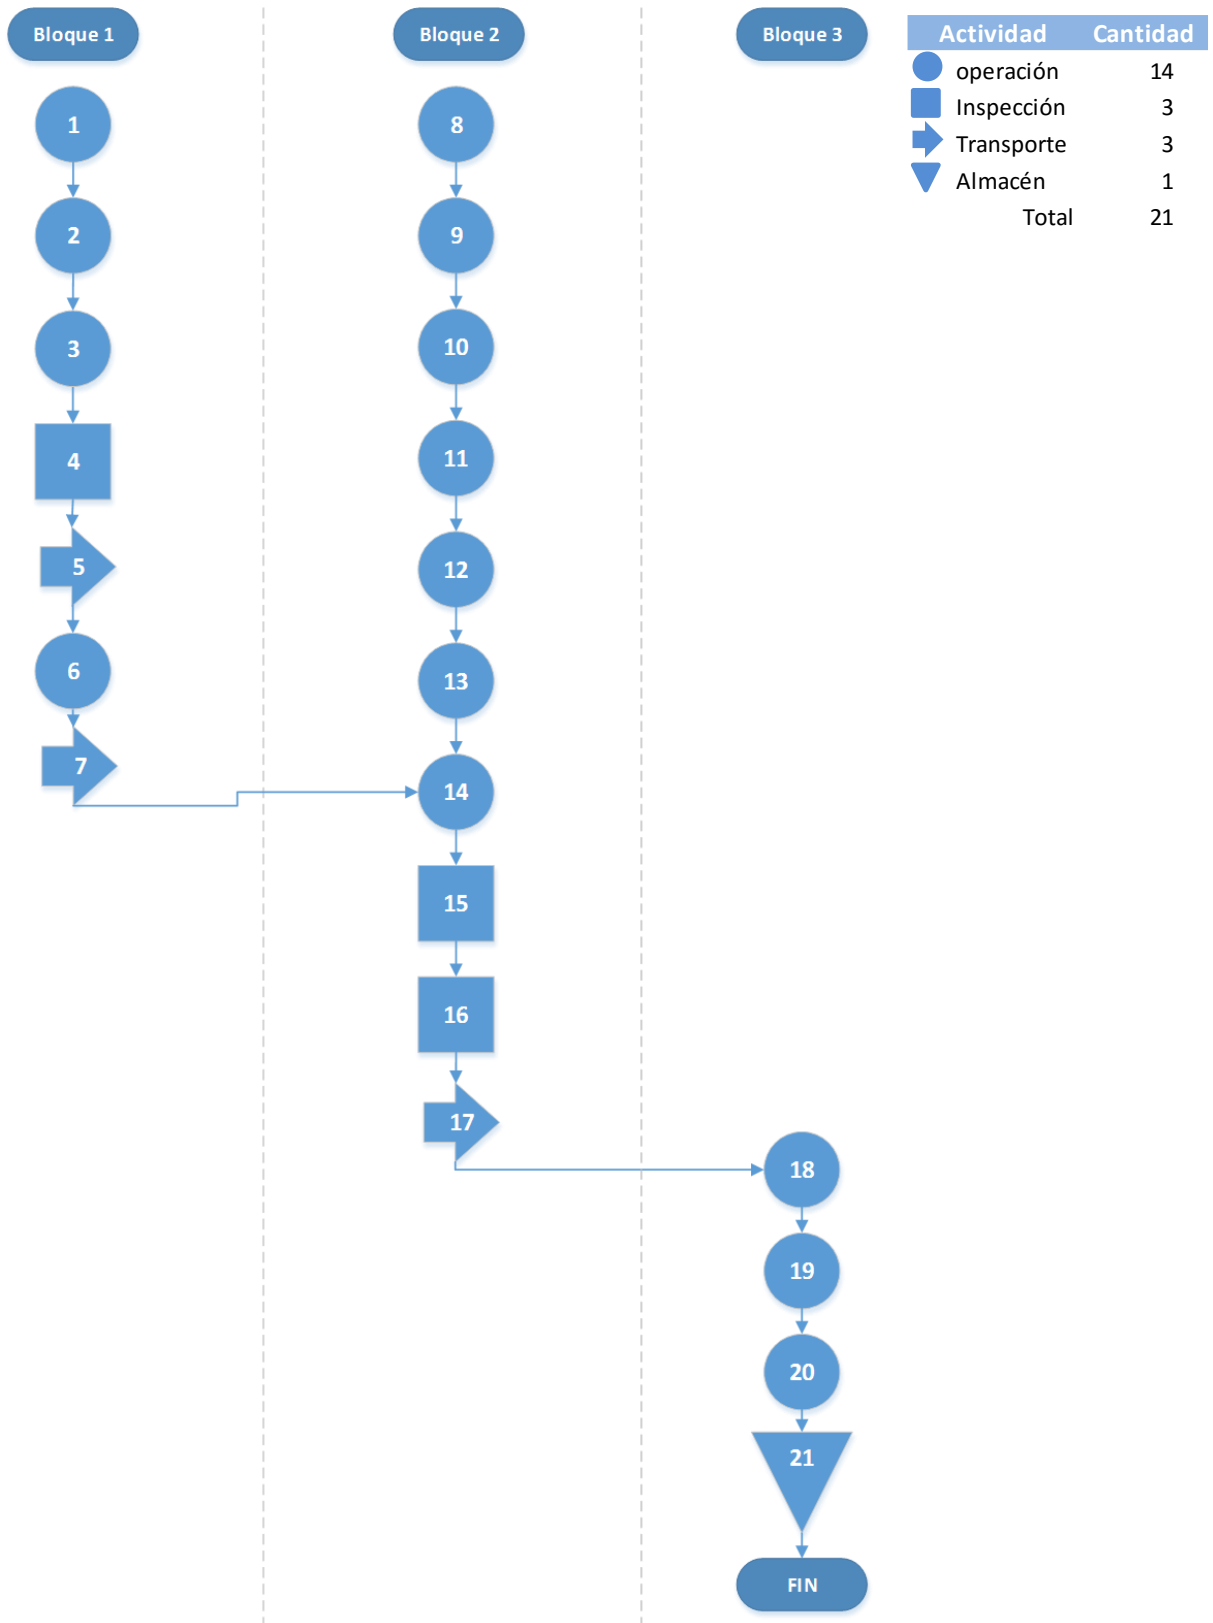 Bloque 1
Bloque 2
Bloque 3
Actividad Cantidad
operación 14
Inspección 3
Transporte 3
Almacén 1
Total 21
1
2
3
4
5
6
7
8
9
10
11
12
13
14
15
16
17
18
19
20
21
FIN